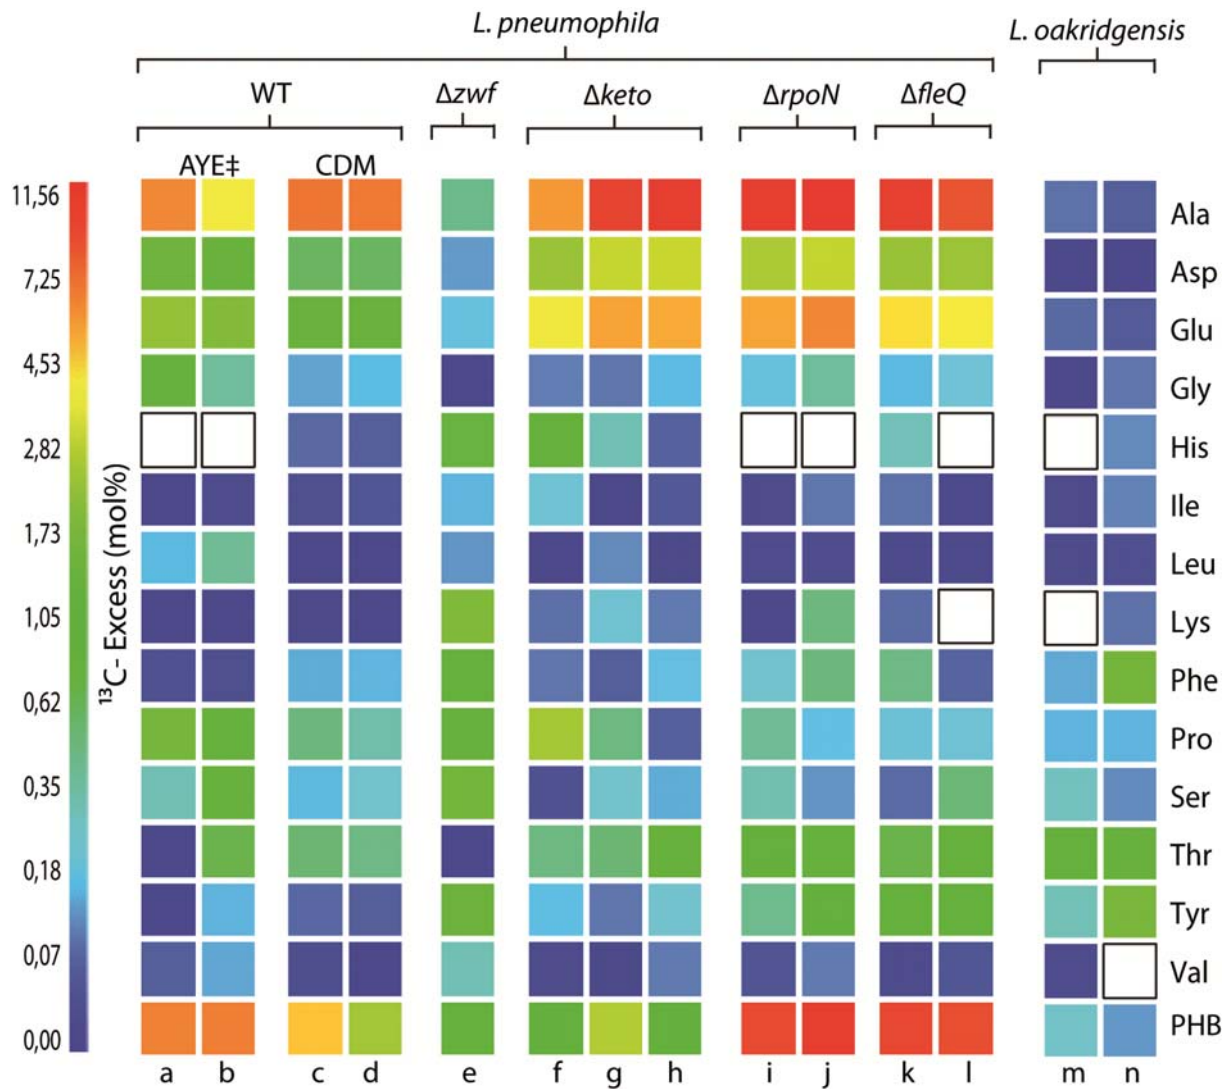 L. pneumophila
L. oakridgensis
WT Δzwf Δketo ΔrpoN ΔfleQ
AYE‡ CDM
11,56
7,25
4,53
2,82
1,73
1,05
0,62
0,35
0,18
0,07
0,00
¹³C- Excess (mol%)
Ala
Asp
Glu
Gly
His
Ile
Leu
Lys
Phe
Pro
Ser
Thr
Tyr
Val
PHB
a b c d e f g h i j k l m n